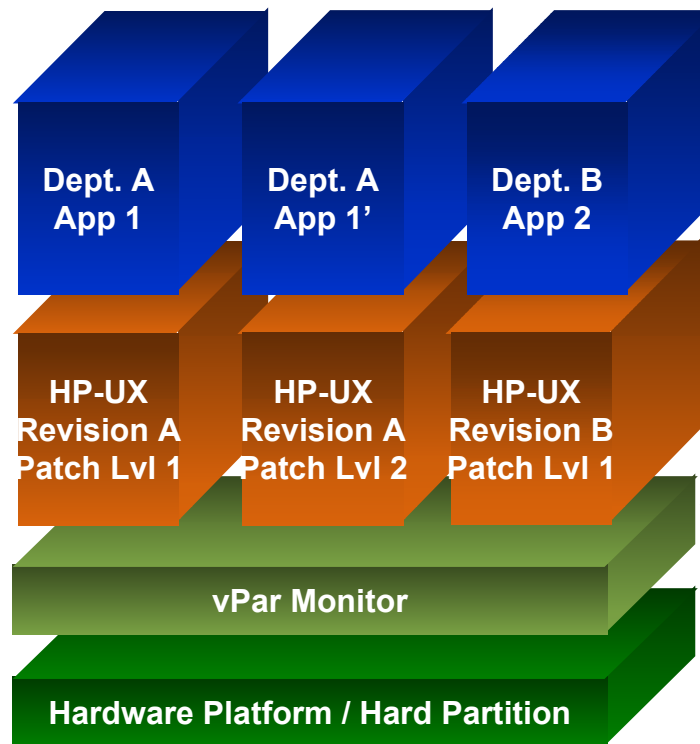 Dept. A
App 1
Dept. A
App 1’
Dept. B
App 2
HP-UX
Revision A
Patch Lvl 1
HP-UX
Revision A
Patch Lvl 2
HP-UX
Revision B
Patch Lvl 1
vPar Monitor
Hardware Platform / Hard Partition